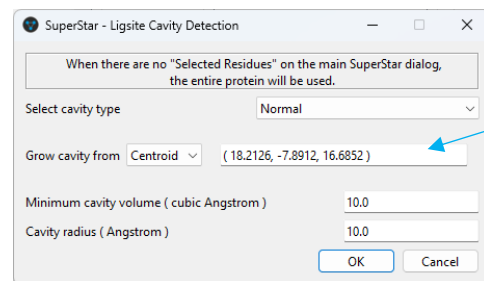 SuperStar - Ligsite Cavity Detection
When there are no "Selected Residues" on the main SuperStar dialog,
the entire protein will be used.
Select cavity type Normal
Grow cavity from Centroid ( 18.2126, -7.8912, 16.6852 )
Minimum cavity volume ( cubic Angstrom ) 10.0
Cavity radius ( Angstrom ) 10.0
OK Cancel